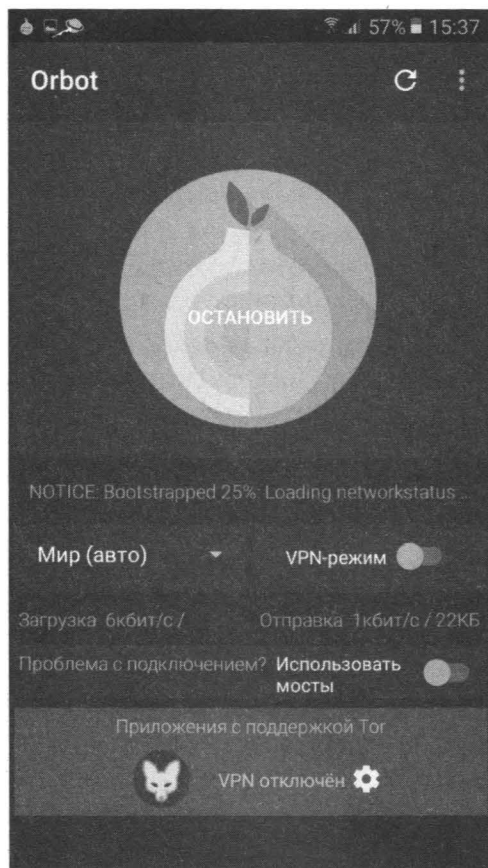 57% 15:37
Orbot
ОСТАНОВИТЬ
NOTICE: Bootstrapped 25%: Loading networkstatus ...
Мир (авто) VPN-режим
Загрузка 6кбит/с / Отправка 1кбит/с / 22КБ
Проблема с подключением? Использовать
мосты
Приложения с поддержкой Tor
VPN отключён